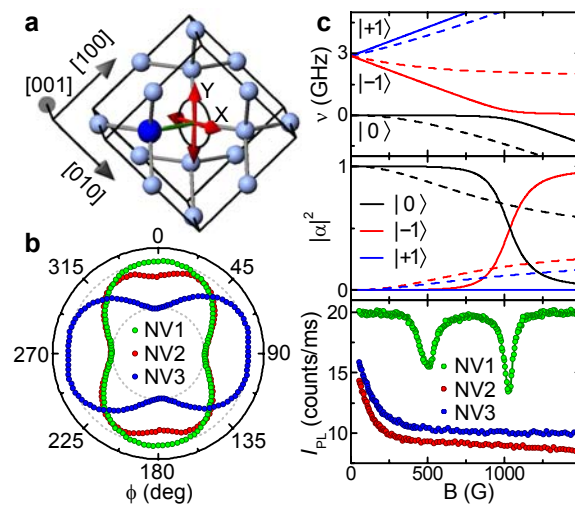 a
[100]
[001]
[010]
Y
X
b
0
45
90
135
180
225
270
315
NV1
NV2
NV3
ϕ (deg)
c
|+1⟩
|−1⟩
|0⟩
ν (GHz)
3
0
|α|²
1
0
|0⟩
|−1⟩
|+1⟩
I_PL (counts/ms)
20
15
10
NV1
NV2
NV3
0
500
1000
B (G)